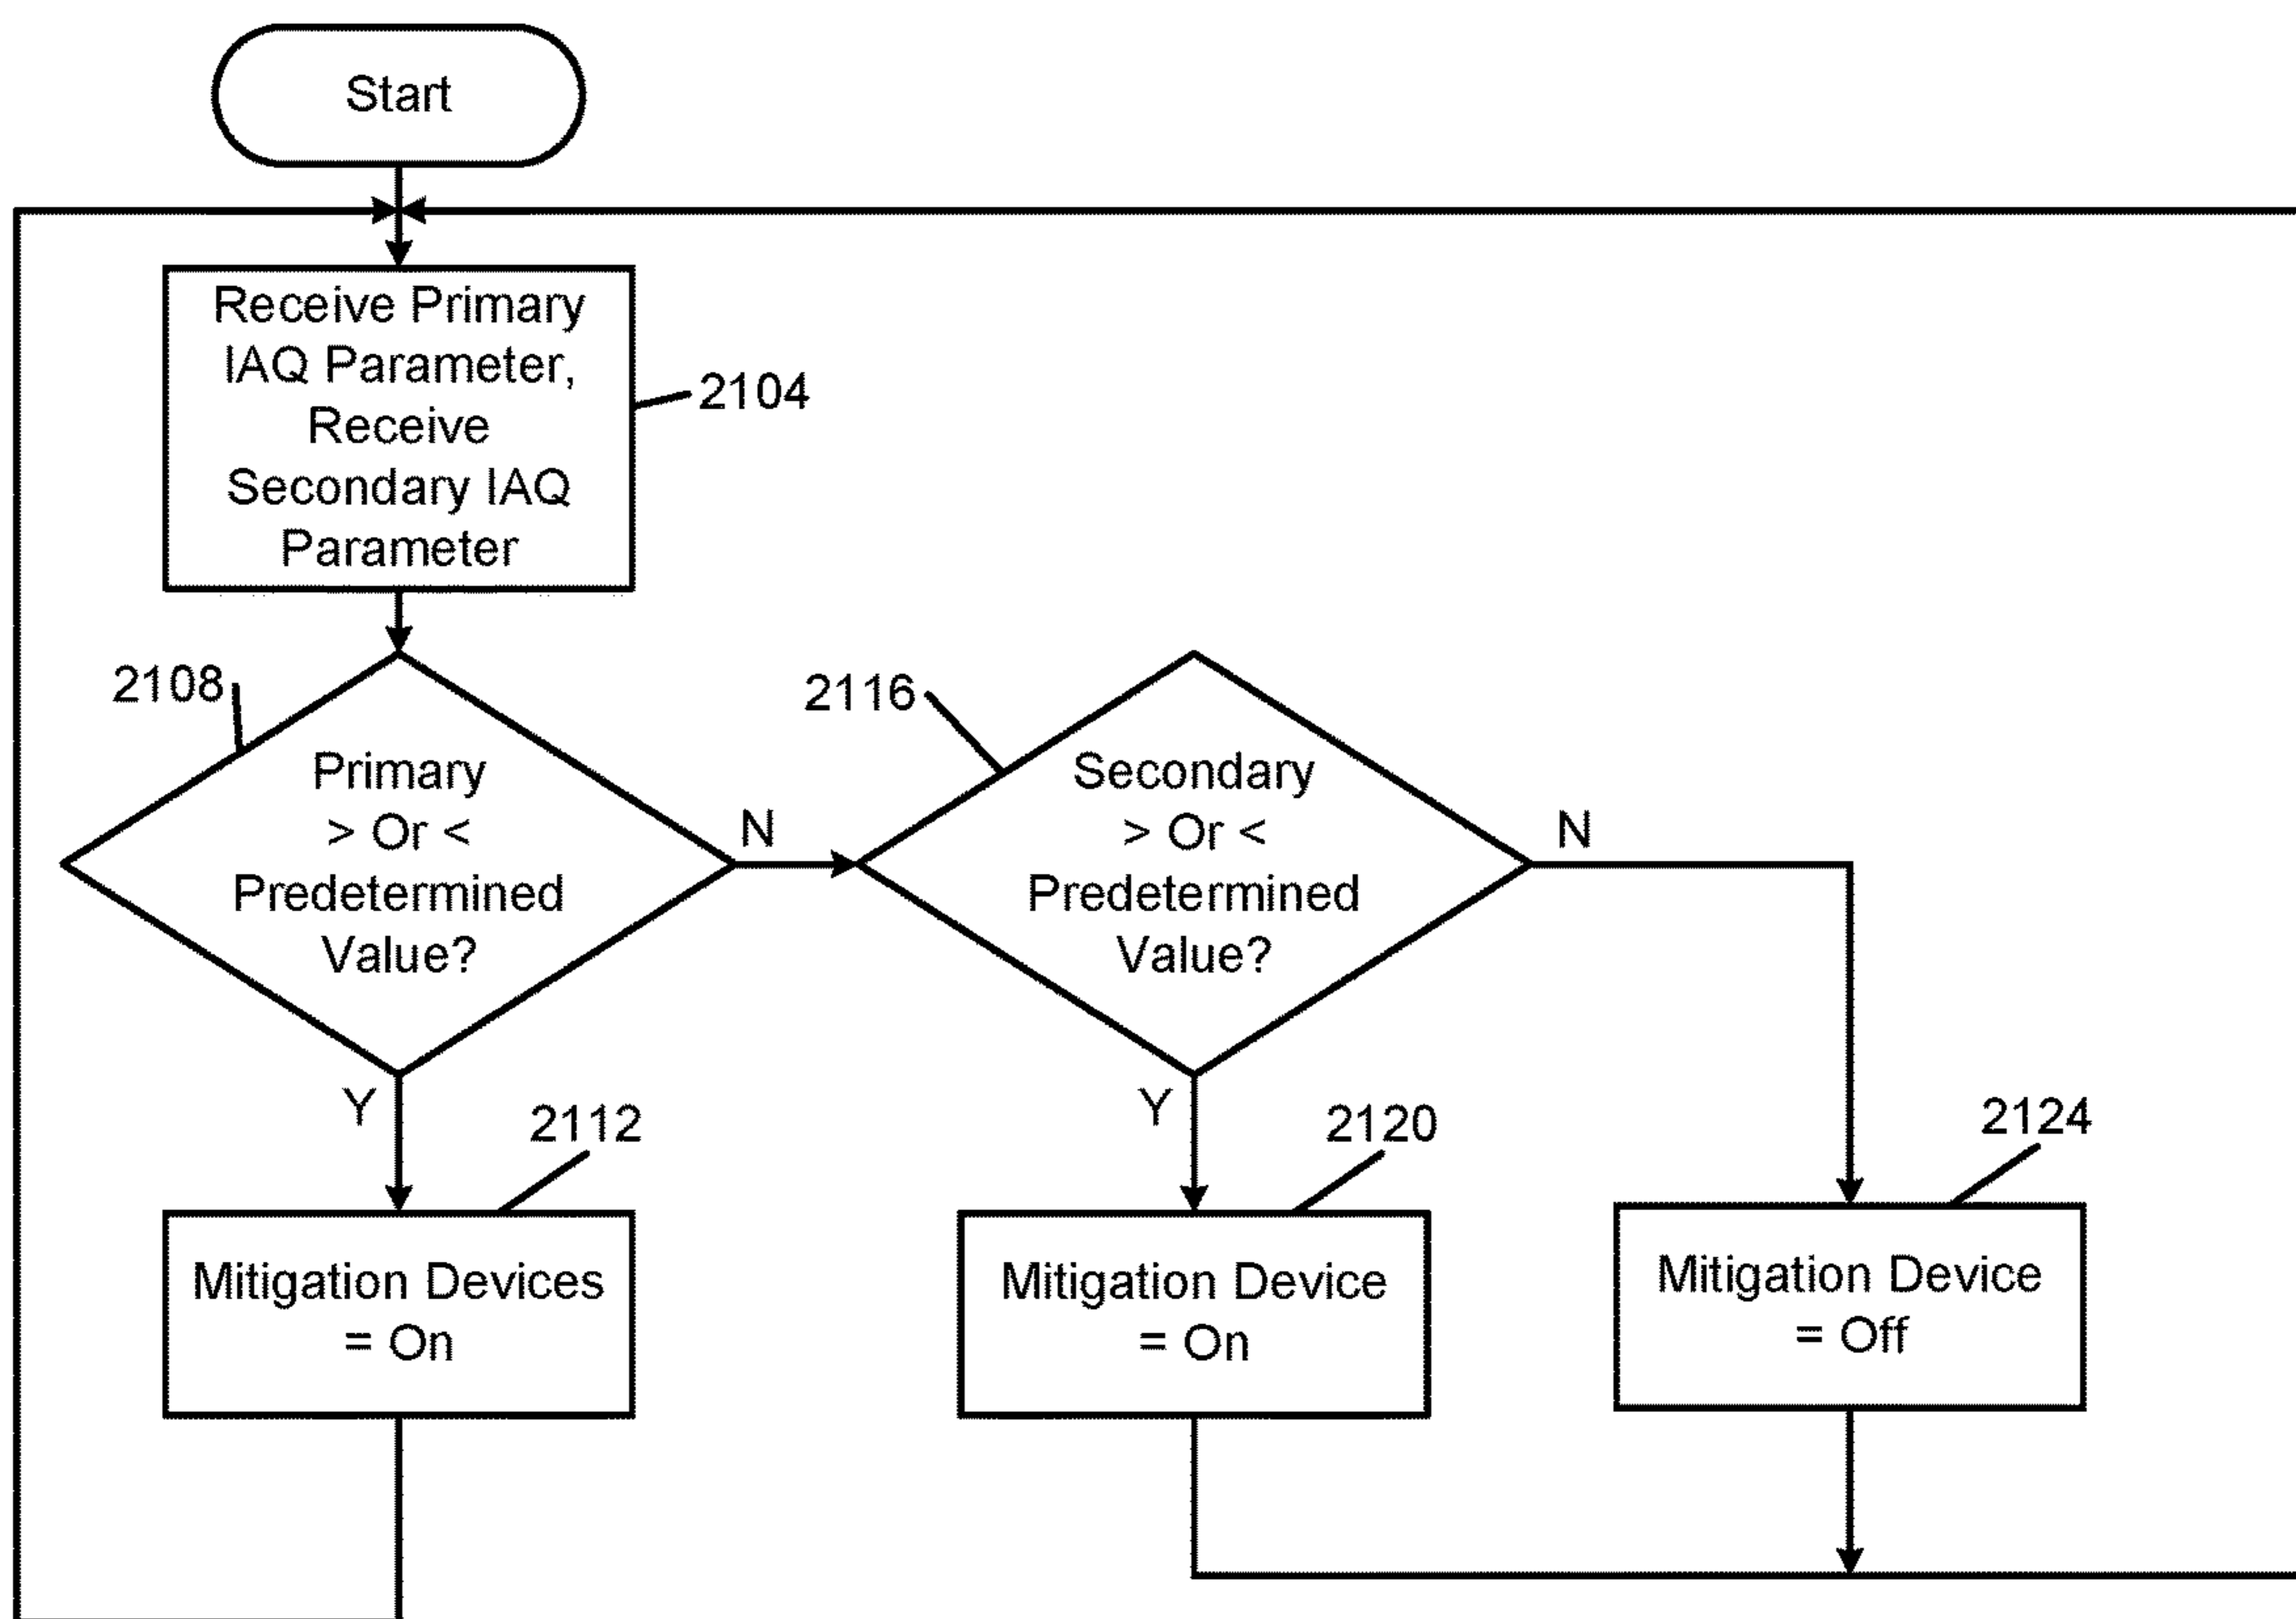 Start
Receive Primary
IAQ Parameter,
Receive
Secondary IAQ
Parameter
2104
2108
Primary
> Or <
Predetermined
Value?
N
Y
2116
Secondary
> Or <
Predetermined
Value?
N
Y
2112
Mitigation Devices
= On
2120
Mitigation Device
= On
2124
Mitigation Device
= Off